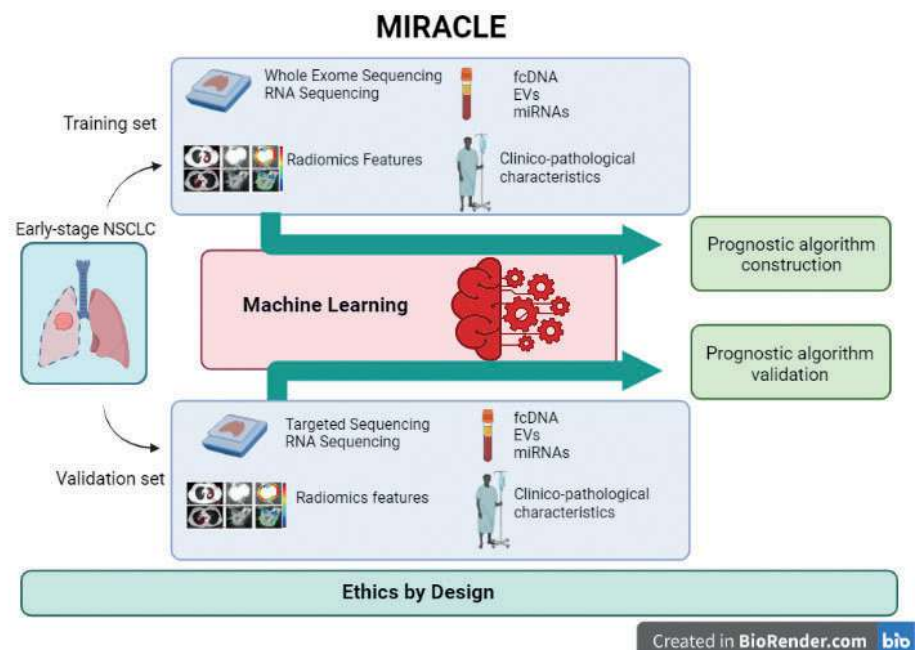 MIRACLE
Whole Exome Sequencing
RNA Sequencing
fcDNA
EVs
miRNAs
Training set
Radiomics Features
Clinico-pathological
characteristics
Early-stage NSCLC
Prognostic algorithm
construction
Machine Learning
Prognostic algorithm
validation
Targeted Sequencing
RNA Sequencing
fcDNA
EVs
miRNAs
Validation set
Radiomics features
Clinico-pathological
characteristics
Ethics by Design
Created in BioRender.com bio